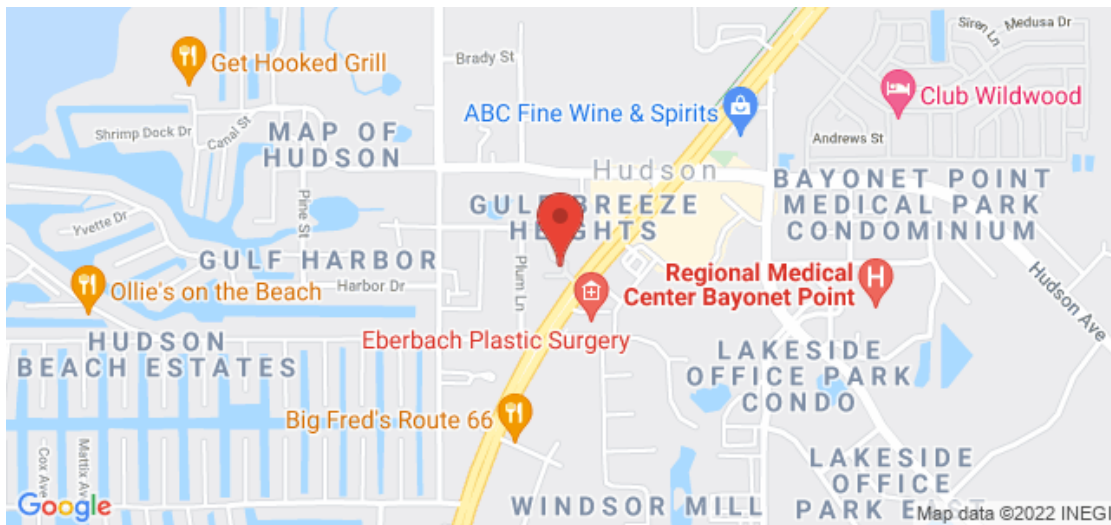 Siren Ln
Medusa Dr
Get Hooked Grill
Brady St
Club Wildwood
ABC Fine Wine & Spirits
Shrimp Dock Dr
Canal St
MAP OF
HUDSON
Andrews St
Hudson
BAYONET POINT
MEDICAL PARK
CONDOMINIUM
Pine St
GULF BREEZE
HEIGHTS
Yvette Dr
GULF HARBOR
Plum Ln
Regional Medical
Center Bayonet Point
H
Hudson Ave
Ollie's on the Beach
Harbor Dr
HUDSON
BEACH ESTATES
Eberbach Plastic Surgery
LAKESIDE
OFFICE PARK
CONDO
Big Fred's Route 66
Cox Ave
Mattix Av
LAKESIDE
OFFICE
PARK EAST
WINDSOR MILL
Google
Map data ©2022 INEGI